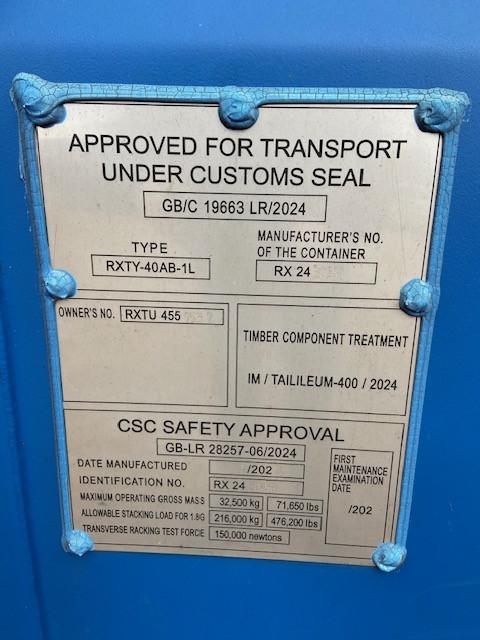 APPROVED FOR TRANSPORT
UNDER CUSTOMS SEAL
GB/C 19663 LR/2024
TYPE
RXTY-40AB-1L
MANUFACTURER'S NO.
OF THE CONTAINER
RX 24
OWNER'S NO. RXTU 455
TIMBER COMPONENT TREATMENT
IM / TAILILEUM-400 / 2024
CSC SAFETY APPROVAL
GB-LR 28257-06/2024
DATE MANUFACTURED /202
IDENTIFICATION NO. RX 24
MAXIMUM OPERATING GROSS MASS 32,500 kg 71,650 lbs
ALLOWABLE STACKING LOAD FOR 1.8G 216,000 kg 476,200 lbs
TRANSVERSE RACKING TEST FORCE 150,000 newtons
FIRST
MAINTENANCE
EXAMINATION
DATE
/202